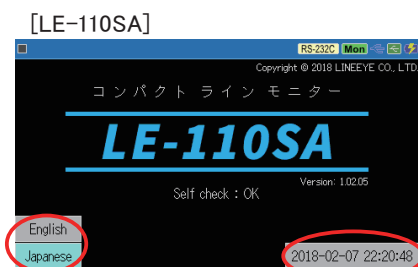 [LE-110SA]
RS-232C Mon
Copyright © 2018 LINEEYE CO., LTD.
コンパクト ライン モニター
LE-110SA
Version: 1.02.05
Self check : OK
English
Japanese
2018-02-07 22:20:48